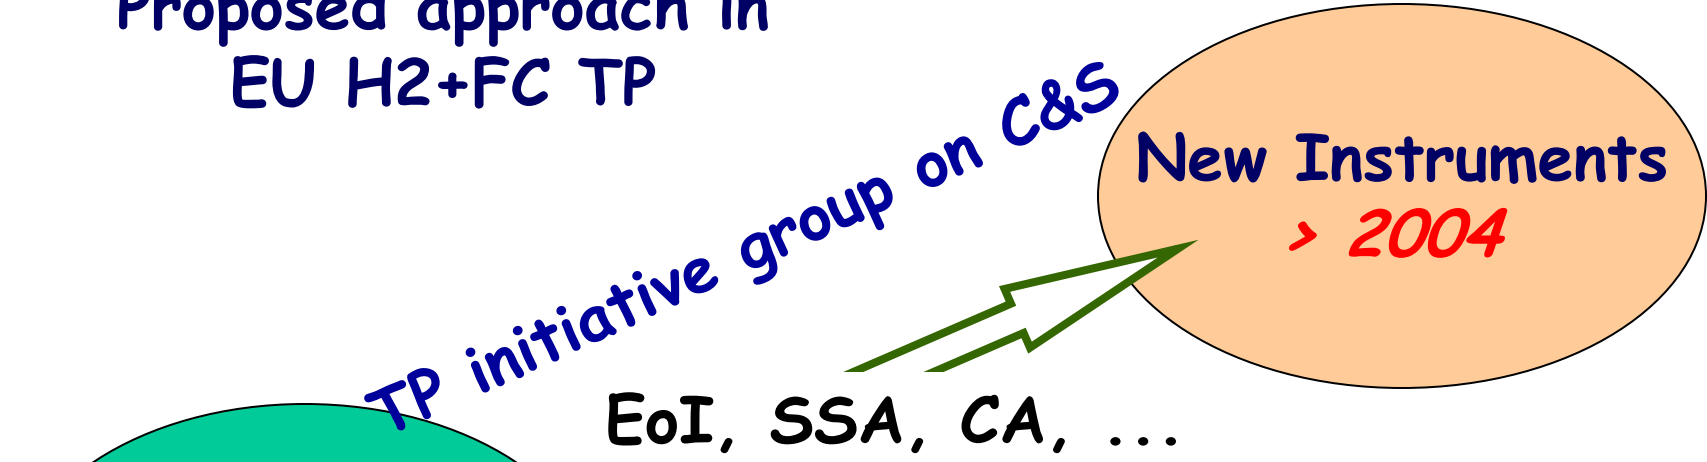 Proposed approach in
EU H2+FC TP
TP initiative group on C&S
New Instruments
> 2004
EoI, SSA, CA, ...